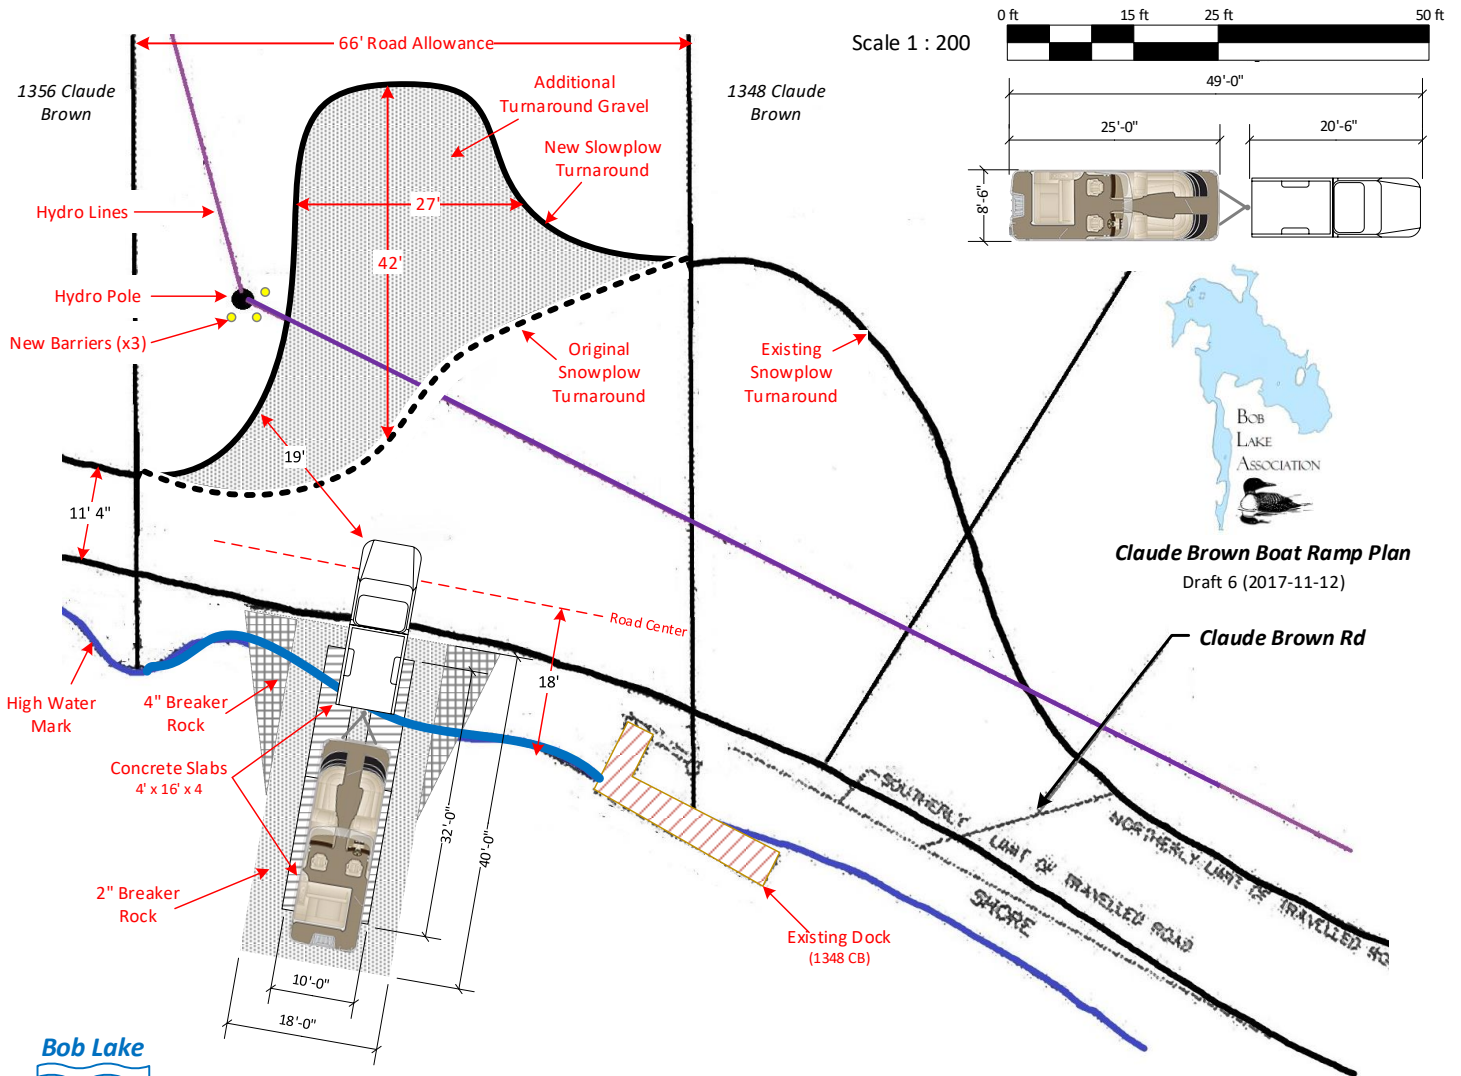 0 ft 15 ft 25 ft 50 ft
Scale 1 : 200
66' Road Allowance
49'-0"
25'-0"
20'-6"
8'-6"
1356 Claude
Brown
1348 Claude
Brown
Additional
Turnaround Gravel
New Slowplow
Turnaround
Hydro Lines
27'
42'
Hydro Pole
New Barriers (x3)
Original
Snowplow
Turnaround
Existing
Snowplow
Turnaround
BOB
LAKE
ASSOCIATION
19'
11' 4"
Claude Brown Boat Ramp Plan
Draft 6 (2017-11-12)
Road Center
Claude Brown Rd
18'
High Water
Mark
4" Breaker
Rock
Concrete Slabs
4' x 16' x 4
32'-0"
40'-0"
2" Breaker
Rock
SOUTHERLY LIMIT OF TRAVELLED ROAD
NORTHERLY LIMIT OF TRAVELLED
SHORE
Existing Dock
(1348 CB)
10'-0"
18'-0"
Bob Lake